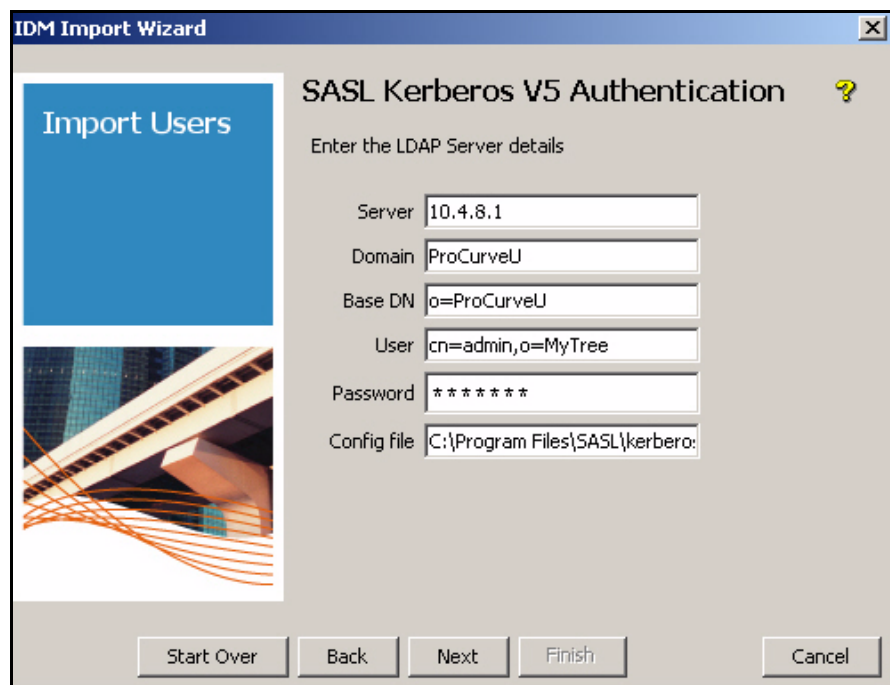 IDM Import Wizard
Import Users
SASL Kerberos V5 Authentication
Enter the LDAP Server details
Server 10.4.8.1
Domain ProCurveU
Base DN o=ProCurveU
User cn=admin,o=MyTree
Password *******
Config file C:\Program Files\SASL\kerbero
Start Over Back Next Finish Cancel